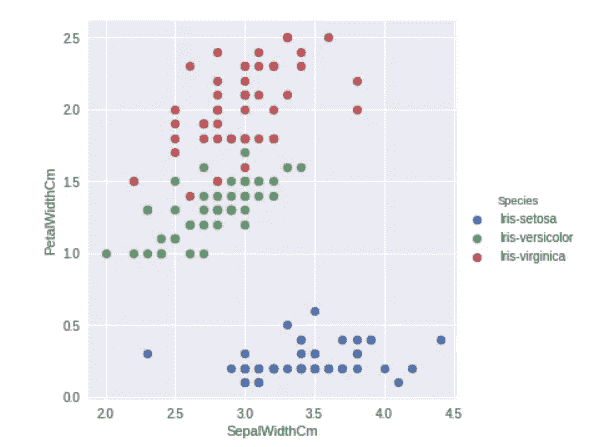 2.5
2.0
1.5
1.0
0.5
0.0
PetalWidthCm
2.0 2.5 3.0 3.5 4.0 4.5
SepalWidthCm
Species
Iris-setosa
Iris-versicolor
Iris-virginica